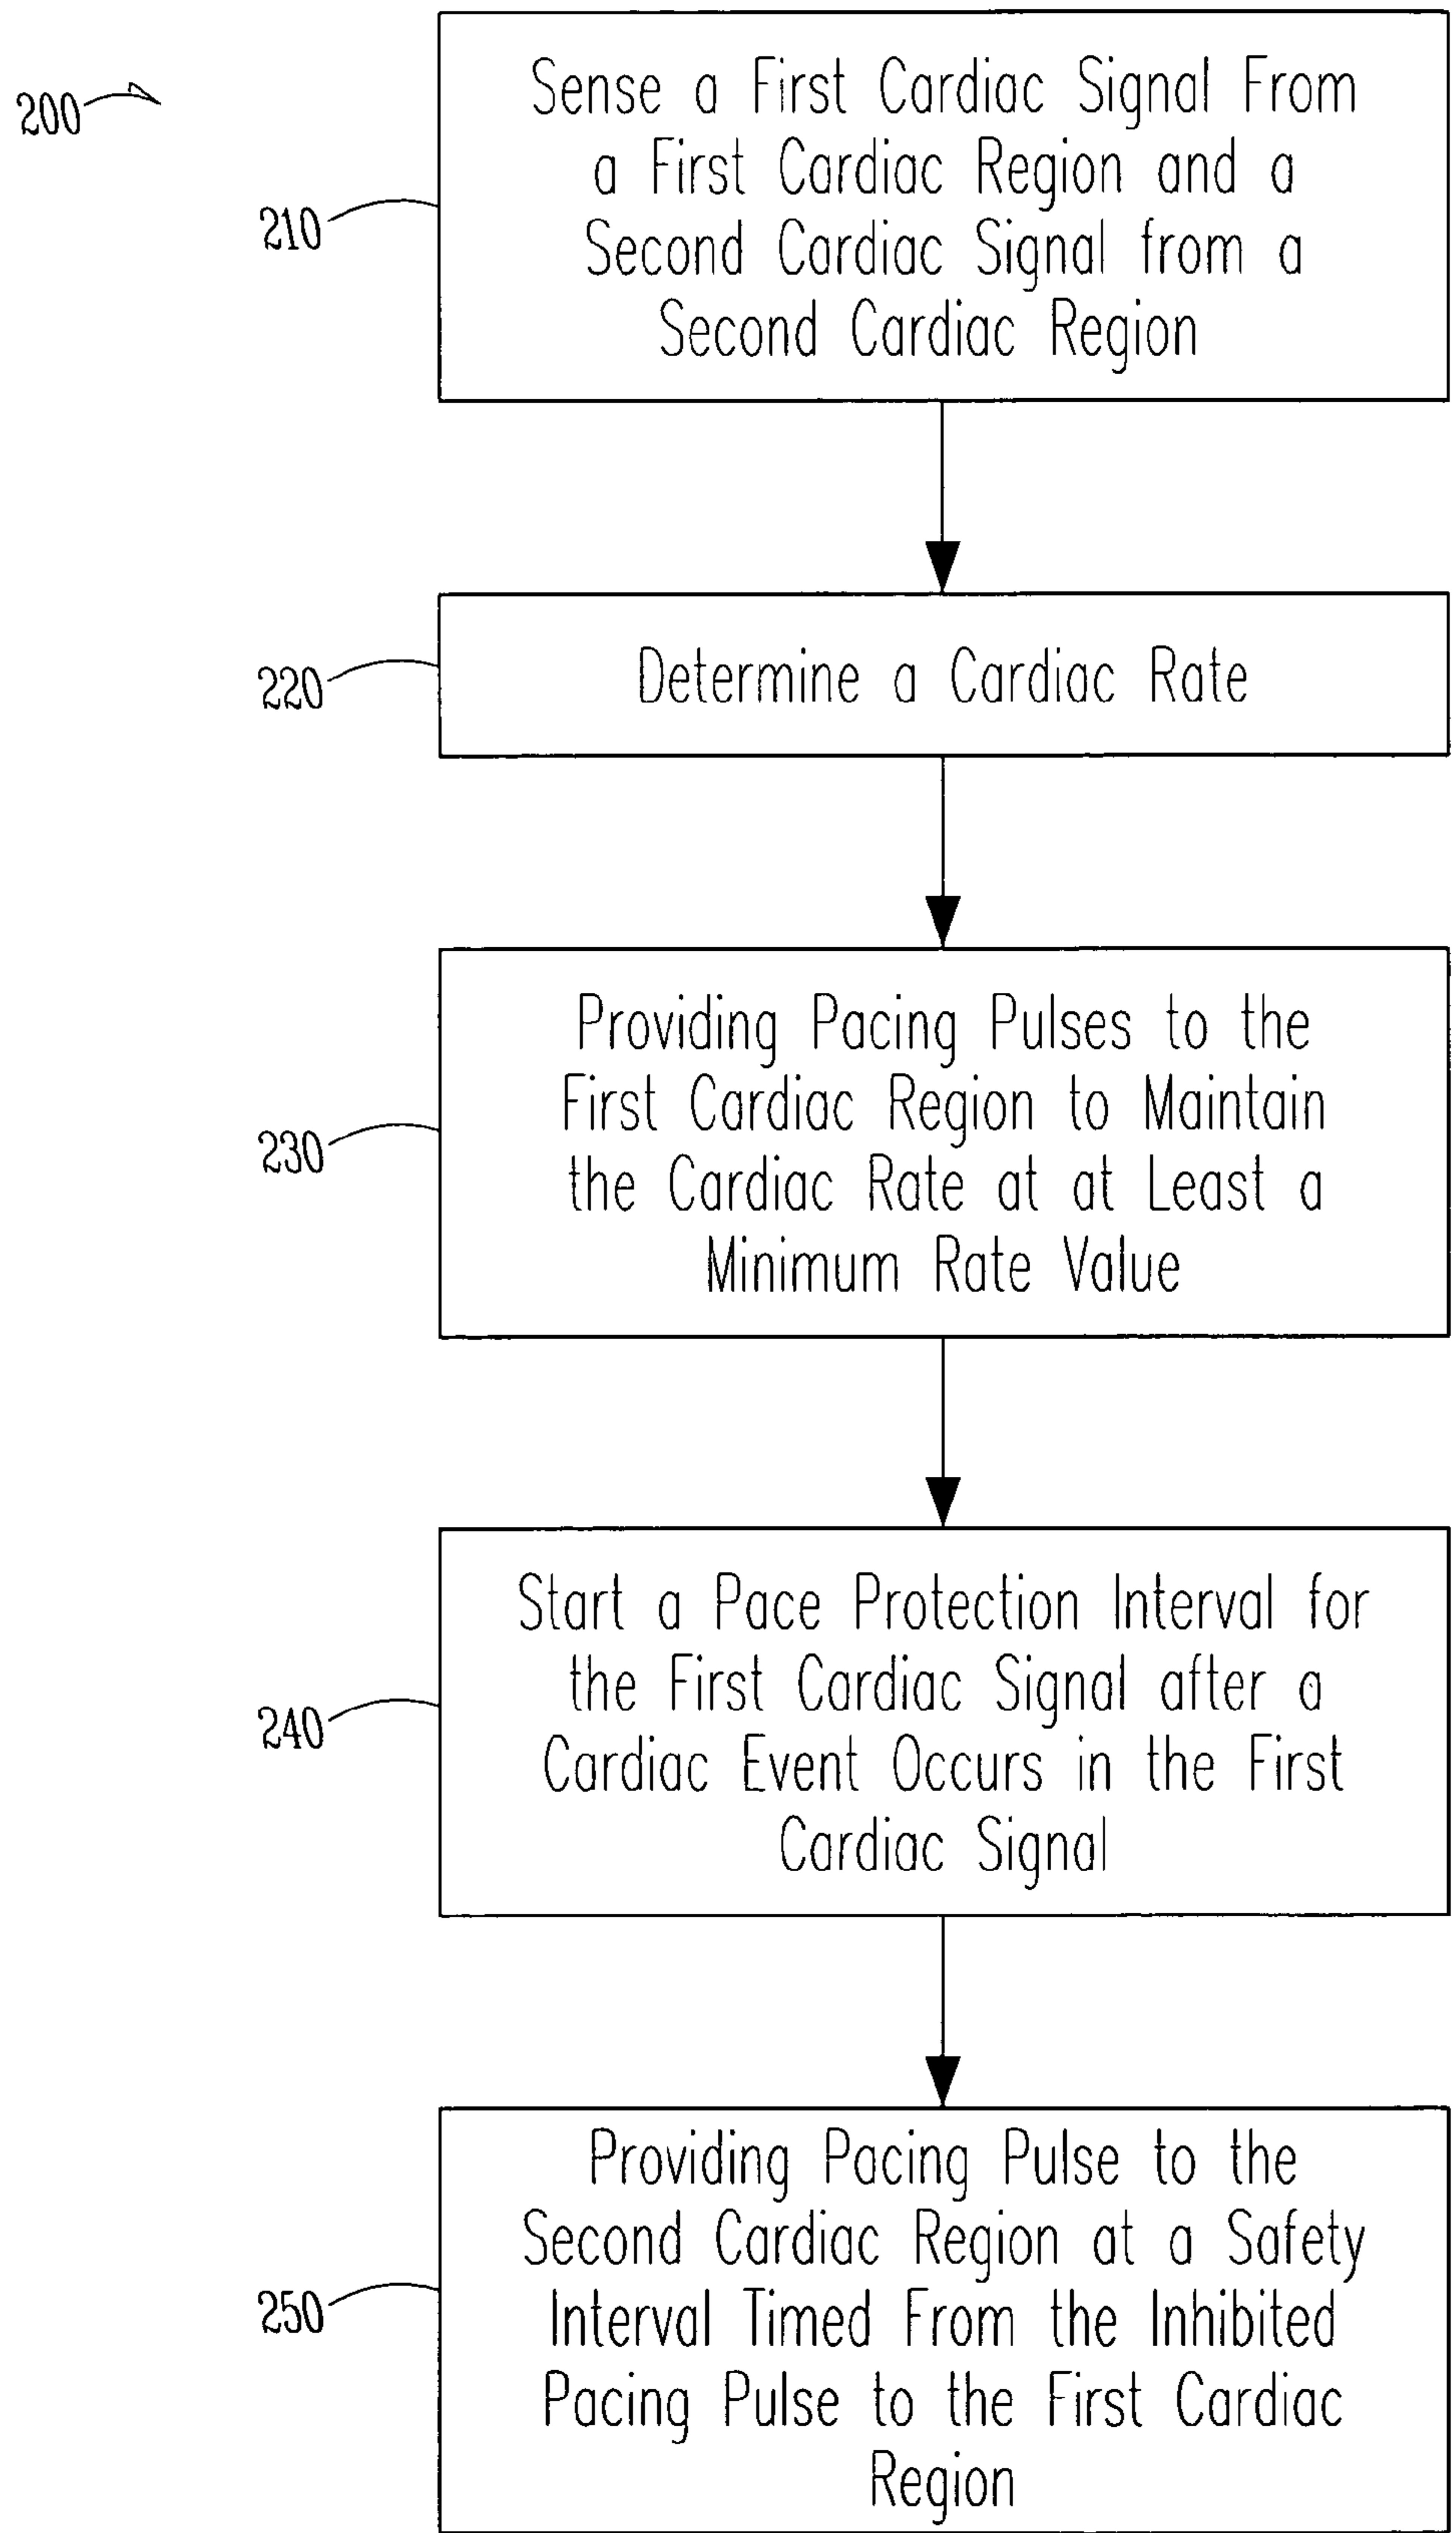 200
Sense a First Cardiac Signal From
a First Cardiac Region and a
Second Cardiac Signal from a
Second Cardiac Region
210
Determine a Cardiac Rate
220
Providing Pacing Pulses to the
First Cardiac Region to Maintain
the Cardiac Rate at at Least a
Minimum Rate Value
230
Start a Pace Protection Interval for
the First Cardiac Signal after a
Cardiac Event Occurs in the First
Cardiac Signal
240
Providing Pacing Pulse to the
Second Cardiac Region at a Safety
Interval Timed From the Inhibited
Pacing Pulse to the First Cardiac
Region
250